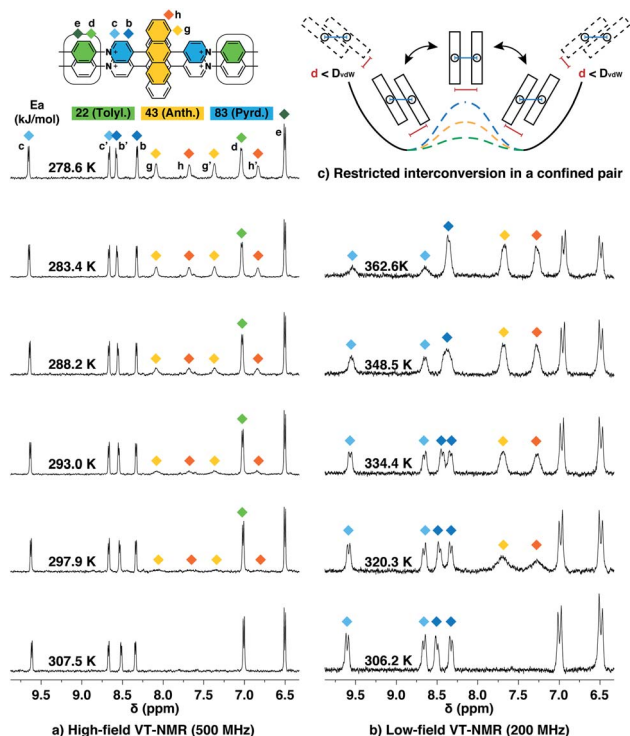 e d c b h g
N + N +
Ea
(kJ/mol)
22 (Tolyl.) 43 (Anth.) 83 (Pyrd.)
c c' b' b g h g' d h' e
278.6 K
283.4 K
288.2 K
293.0 K
297.9 K
307.5 K
9.5 9.0 8.5 8.0 7.5 7.0 6.5
δ (ppm)
a) High-field VT-NMR (500 MHz)
d < DvdW d < DvdW
c) Restricted interconversion in a confined pair
362.6K
348.5 K
334.4 K
320.3 K
306.2 K
9.5 9.0 8.5 8.0 7.5 7.0 6.5
δ (ppm)
b) Low-field VT-NMR (200 MHz)